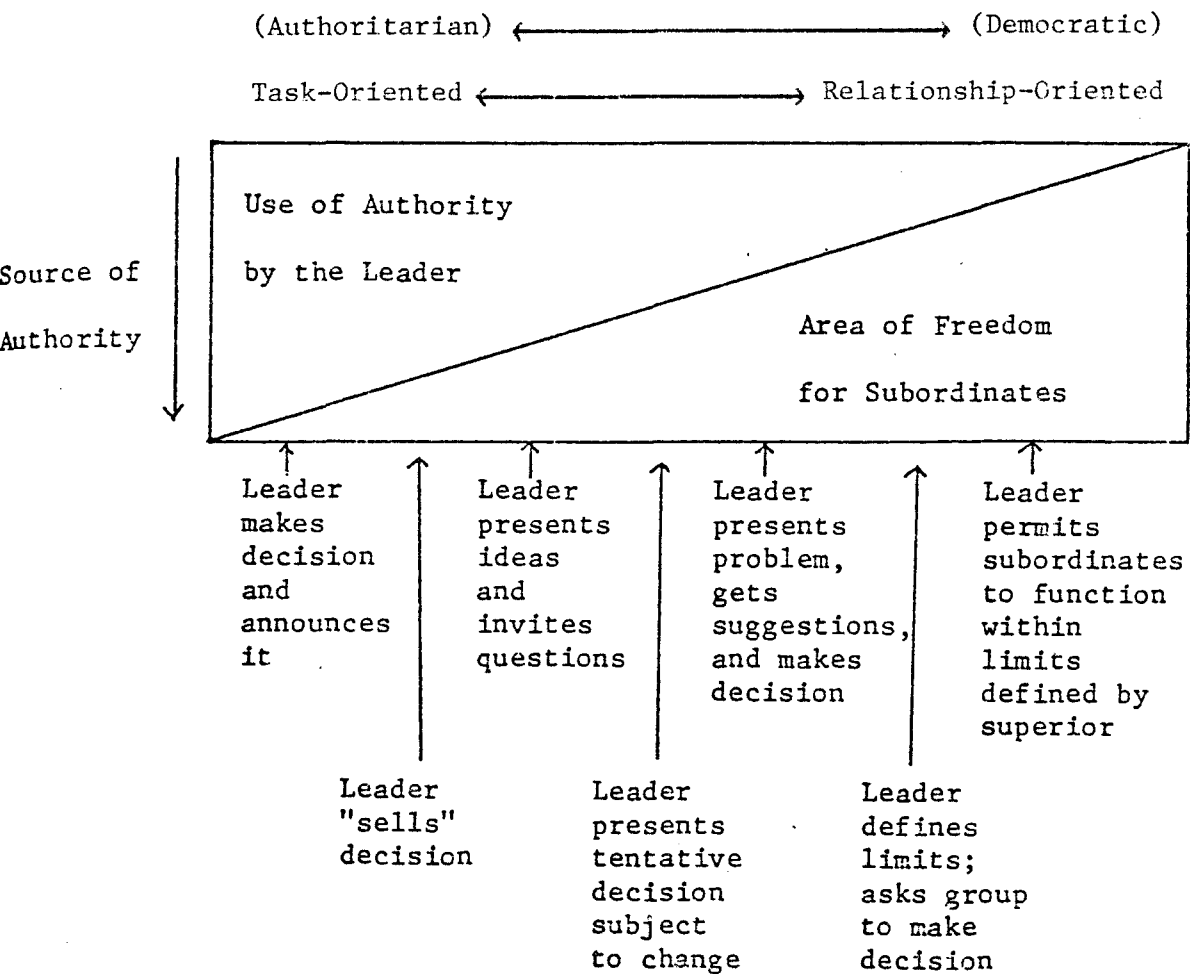 (Authoritarian) (Democratic)
Task-Oriented Relationship-Oriented
Use of Authority
by the Leader
Source of
Authority
Area of Freedom
for Subordinates
Leader
makes
decision
and
announces
it
Leader
"sells"
decision
Leader
presents
ideas
and
invites
questions
Leader
presents
tentative
decision
subject
to change
Leader
presents
problem,
gets
suggestions,
and makes
decision
Leader
defines
limits;
asks group
to make
decision
Leader
permits
subordinates
to function
within
limits
defined by
superior